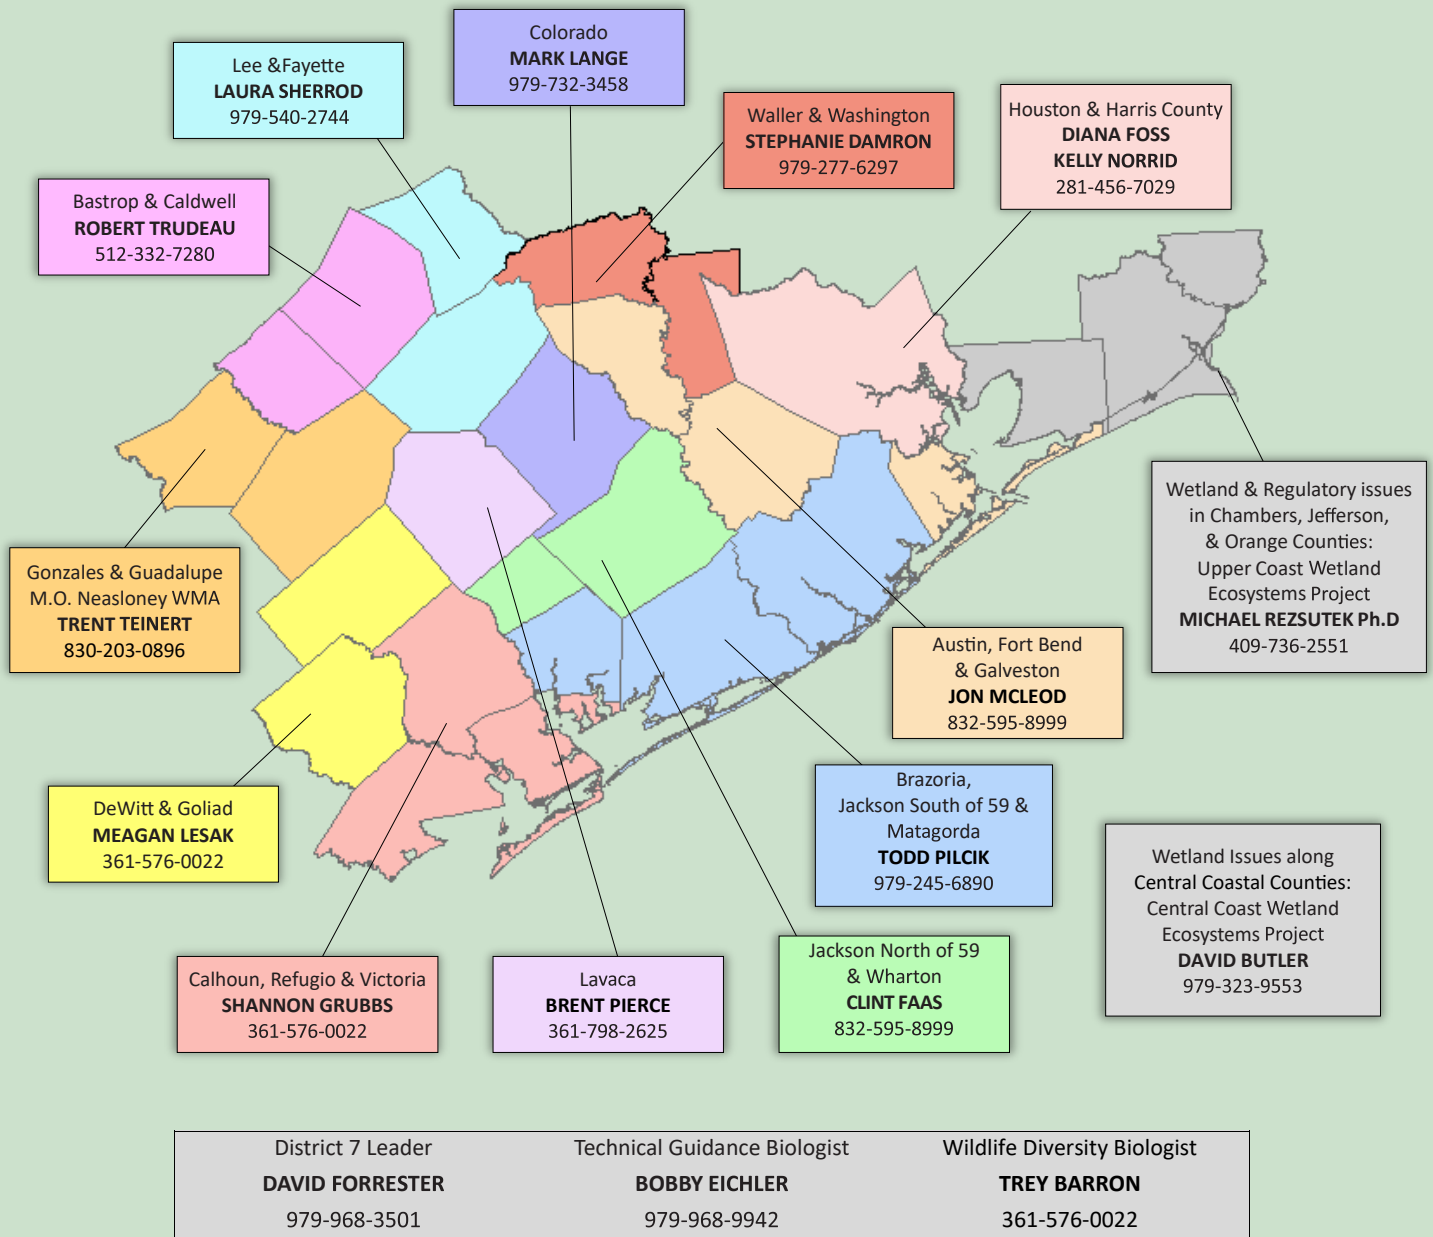 Colorado
MARK LANGE
979-732-3458
Lee &Fayette
LAURA SHERROD
979-540-2744
Waller & Washington
STEPHANIE DAMRON
979-277-6297
Houston & Harris County
DIANA FOSS
KELLY NORRID
281-456-7029
Bastrop & Caldwell
ROBERT TRUDEAU
512-332-7280
Wetland & Regulatory issues
in Chambers, Jefferson,
& Orange Counties:
Upper Coast Wetland
Ecosystems Project
MICHAEL REZSUTEK Ph.D
409-736-2551
Gonzales & Guadalupe
M.O. Neasloney WMA
TRENT TEINERT
830-203-0896
Austin, Fort Bend
& Galveston
JON MCLEOD
832-595-8999
Brazoria,
Jackson South of 59 &
Matagorda
TODD PILCIK
979-245-6890
DeWitt & Goliad
MEAGAN LESAK
361-576-0022
Wetland Issues along
Central Coastal Counties:
Central Coast Wetland
Ecosystems Project
DAVID BUTLER
979-323-9553
Calhoun, Refugio & Victoria
SHANNON GRUBBS
361-576-0022
Lavaca
BRENT PIERCE
361-798-2625
Jackson North of 59
& Wharton
CLINT FAAS
832-595-8999
District 7 Leader
DAVID FORRESTER
979-968-3501
Technical Guidance Biologist
BOBBY EICHLER
979-968-9942
Wildlife Diversity Biologist
TREY BARRON
361-576-0022